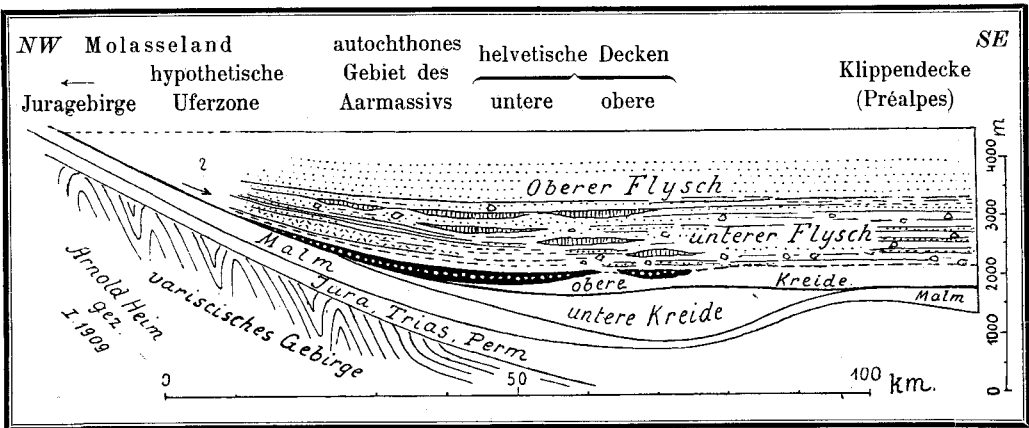 NW Molasseland
←
Juragebirge
hypothetische
Uferzone
autochthones
Gebiet des
Aarmassivs
helvetische Decken
untere obere
SE
Klippendecke
(Préalpes)
m
4000
3000
2000
1000
0
?
Oberer Flysch
unterer Flysch
Malm
Jura, Trias, Perm
obere Kreide
untere Kreide
Malm
variscisches Gebirge
Arnold Heim
gez.
I. 1909
0 50 100 km.